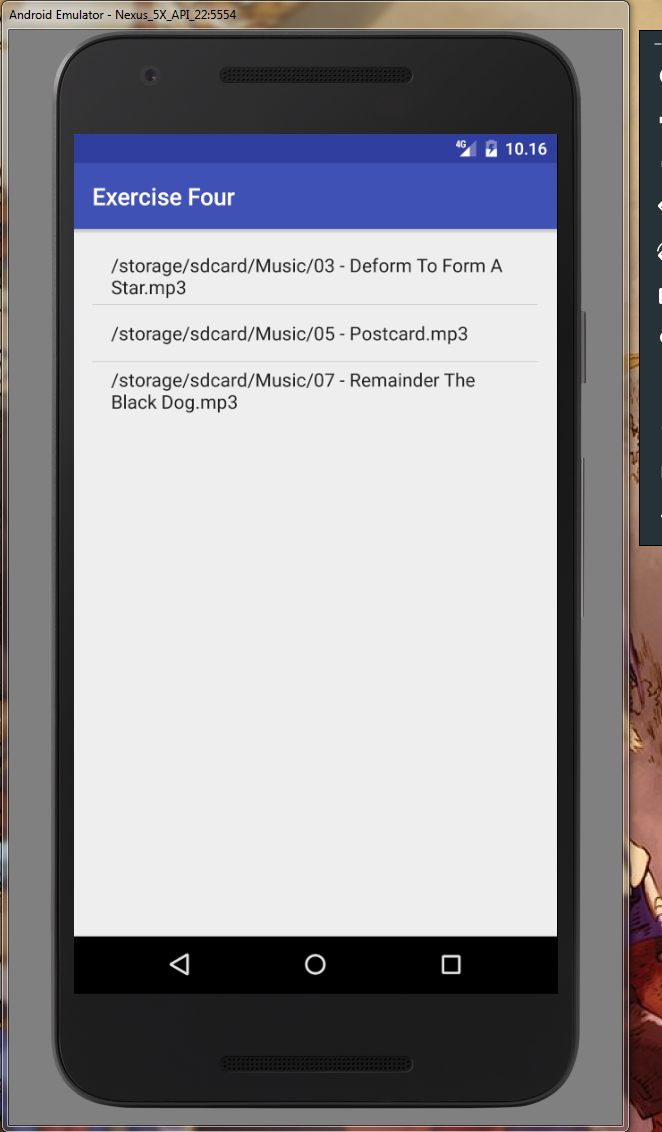 Android Emulator - Nexus_5X_API_22:5554
4G 10.16
Exercise Four
/storage/sdcard/Music/03 - Deform To Form A
Star.mp3
/storage/sdcard/Music/05 - Postcard.mp3
/storage/sdcard/Music/07 - Remainder The
Black Dog.mp3